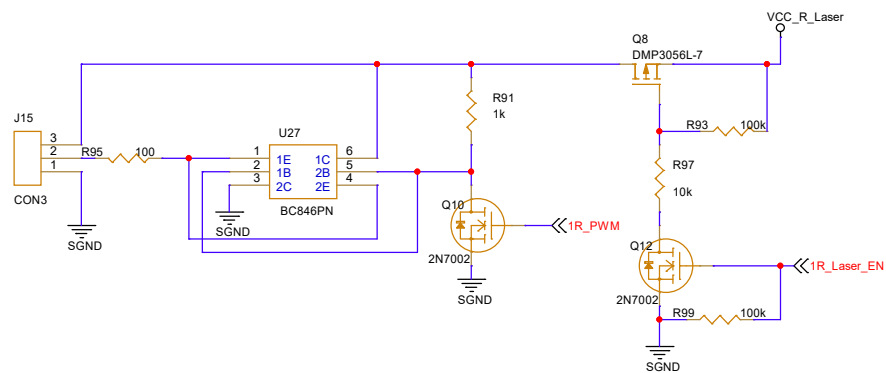 VCC_R_Laser
Q8
DMP3056L-7
R91
1k
J15
3
2
1
CON3
R95
100
U27
1
2
3
1E
1B
2C
1C
2B
2E
6
5
4
BC846PN
SGND
SGND
R93
100k
R97
10k
Q10
1R_PWM
2N7002
SGND
Q12
1R_Laser_EN
2N7002
R99
100k
SGND